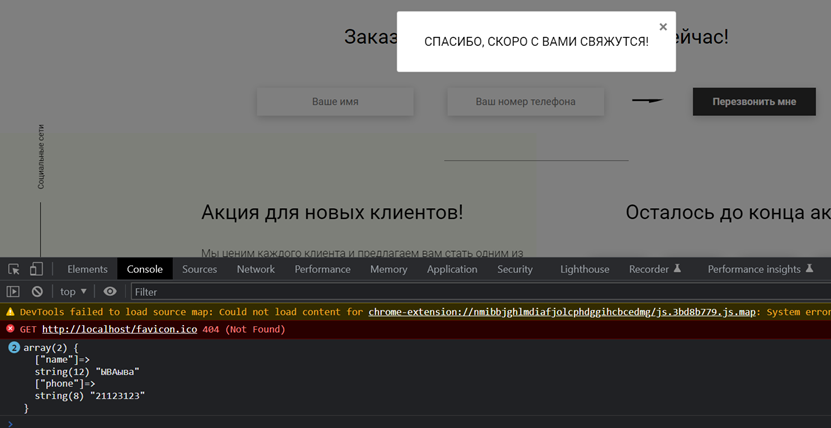 Заказ
ейчас!
СПАСИБО, СКОРО С ВАМИ СВЯЖУТСЯ!
×
Ваше имя
Ваш номер телефона
Перезвонить мне
Социальные сети
Акция для новых клиентов!
Осталось до конца ак
Мы ценим каждого клиента и предлагаем вам стать одним из
Elements Console Sources Network Performance Memory Application Security Lighthouse Recorder Performance insights
top Filter
DevTools failed to load source map: Could not load content for chrome-extension://nmibbjghlmdiafjolcphdggihcbcedmg/js.3bd8b779.js.map: System error
GET http://localhost/favicon.ico 404 (Not Found)
2 array(2) {
["name"]=>
string(12) "ЫВАыва"
["phone"]=>
string(8) "21123123"
}
>